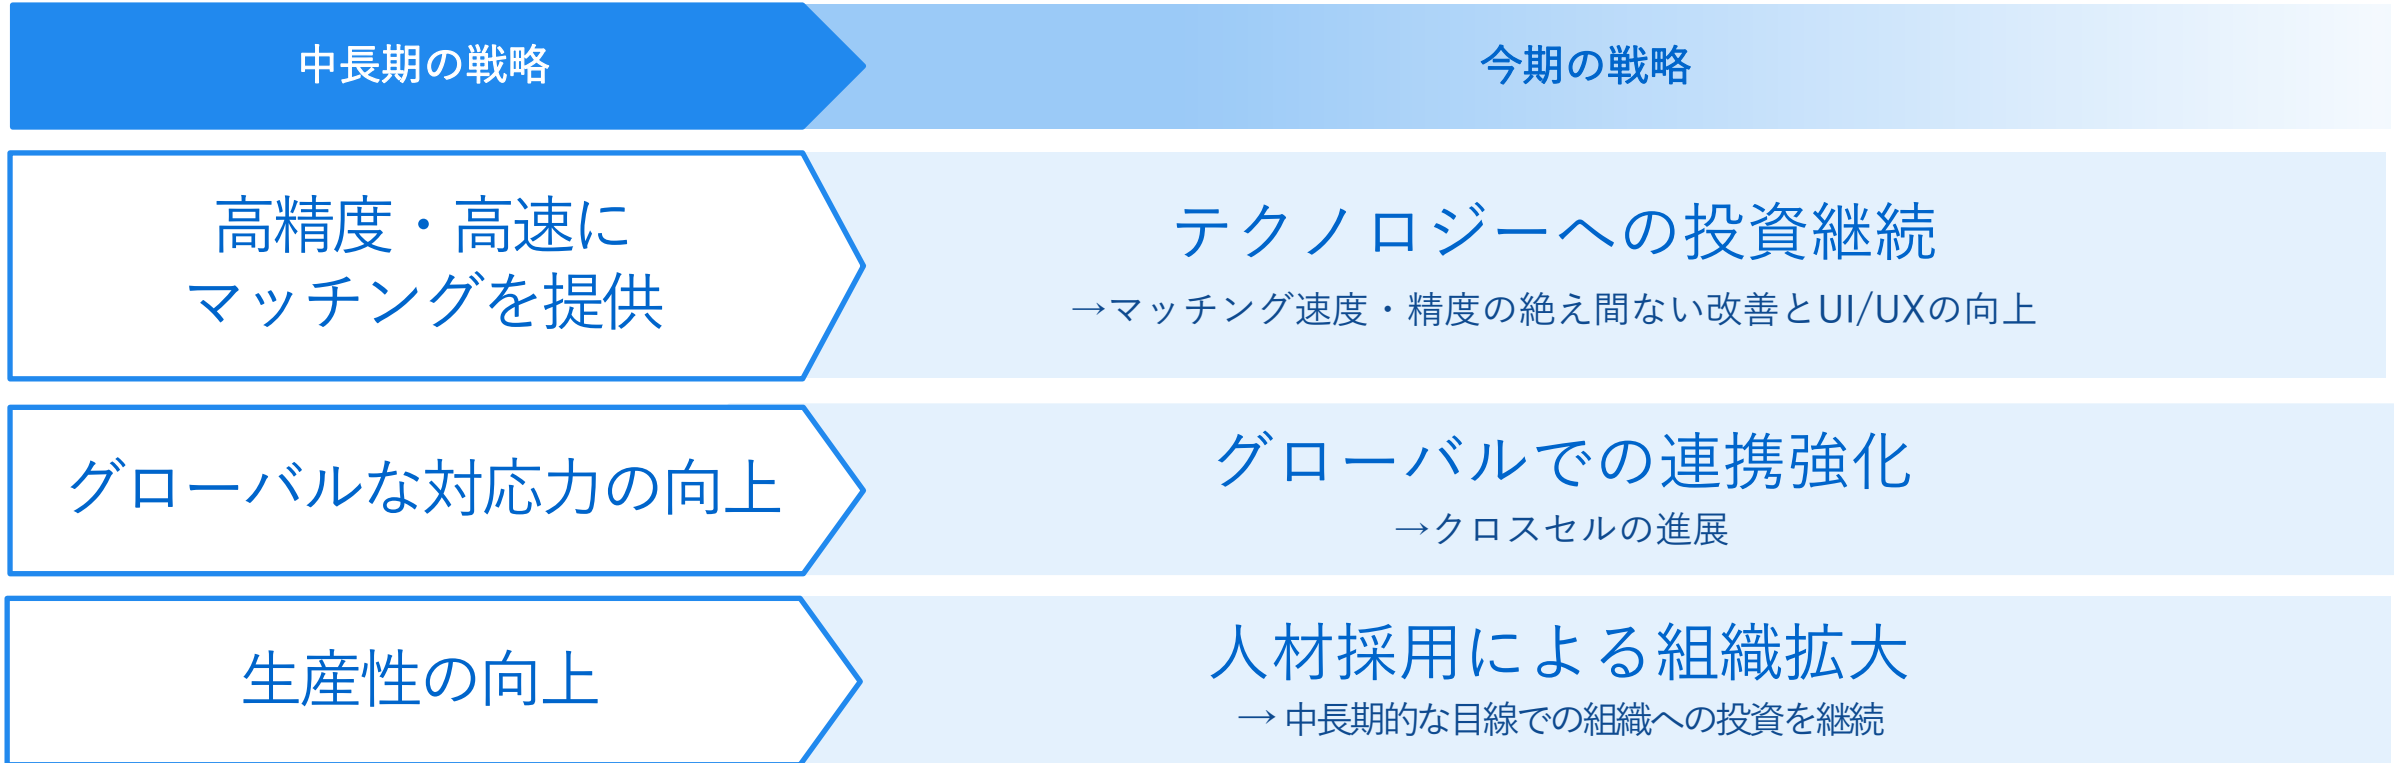 中長期の戦略
今期の戦略
高精度・高速に
マッチングを提供
テクノロジーへの投資継続
→マッチング速度・精度の絶え間ない改善とUI/UXの向上
グローバルな対応力の向上
グローバルでの連携強化
→クロスセルの進展
生産性の向上
人材採用による組織拡大
→ 中長期的な目線での組織への投資を継続